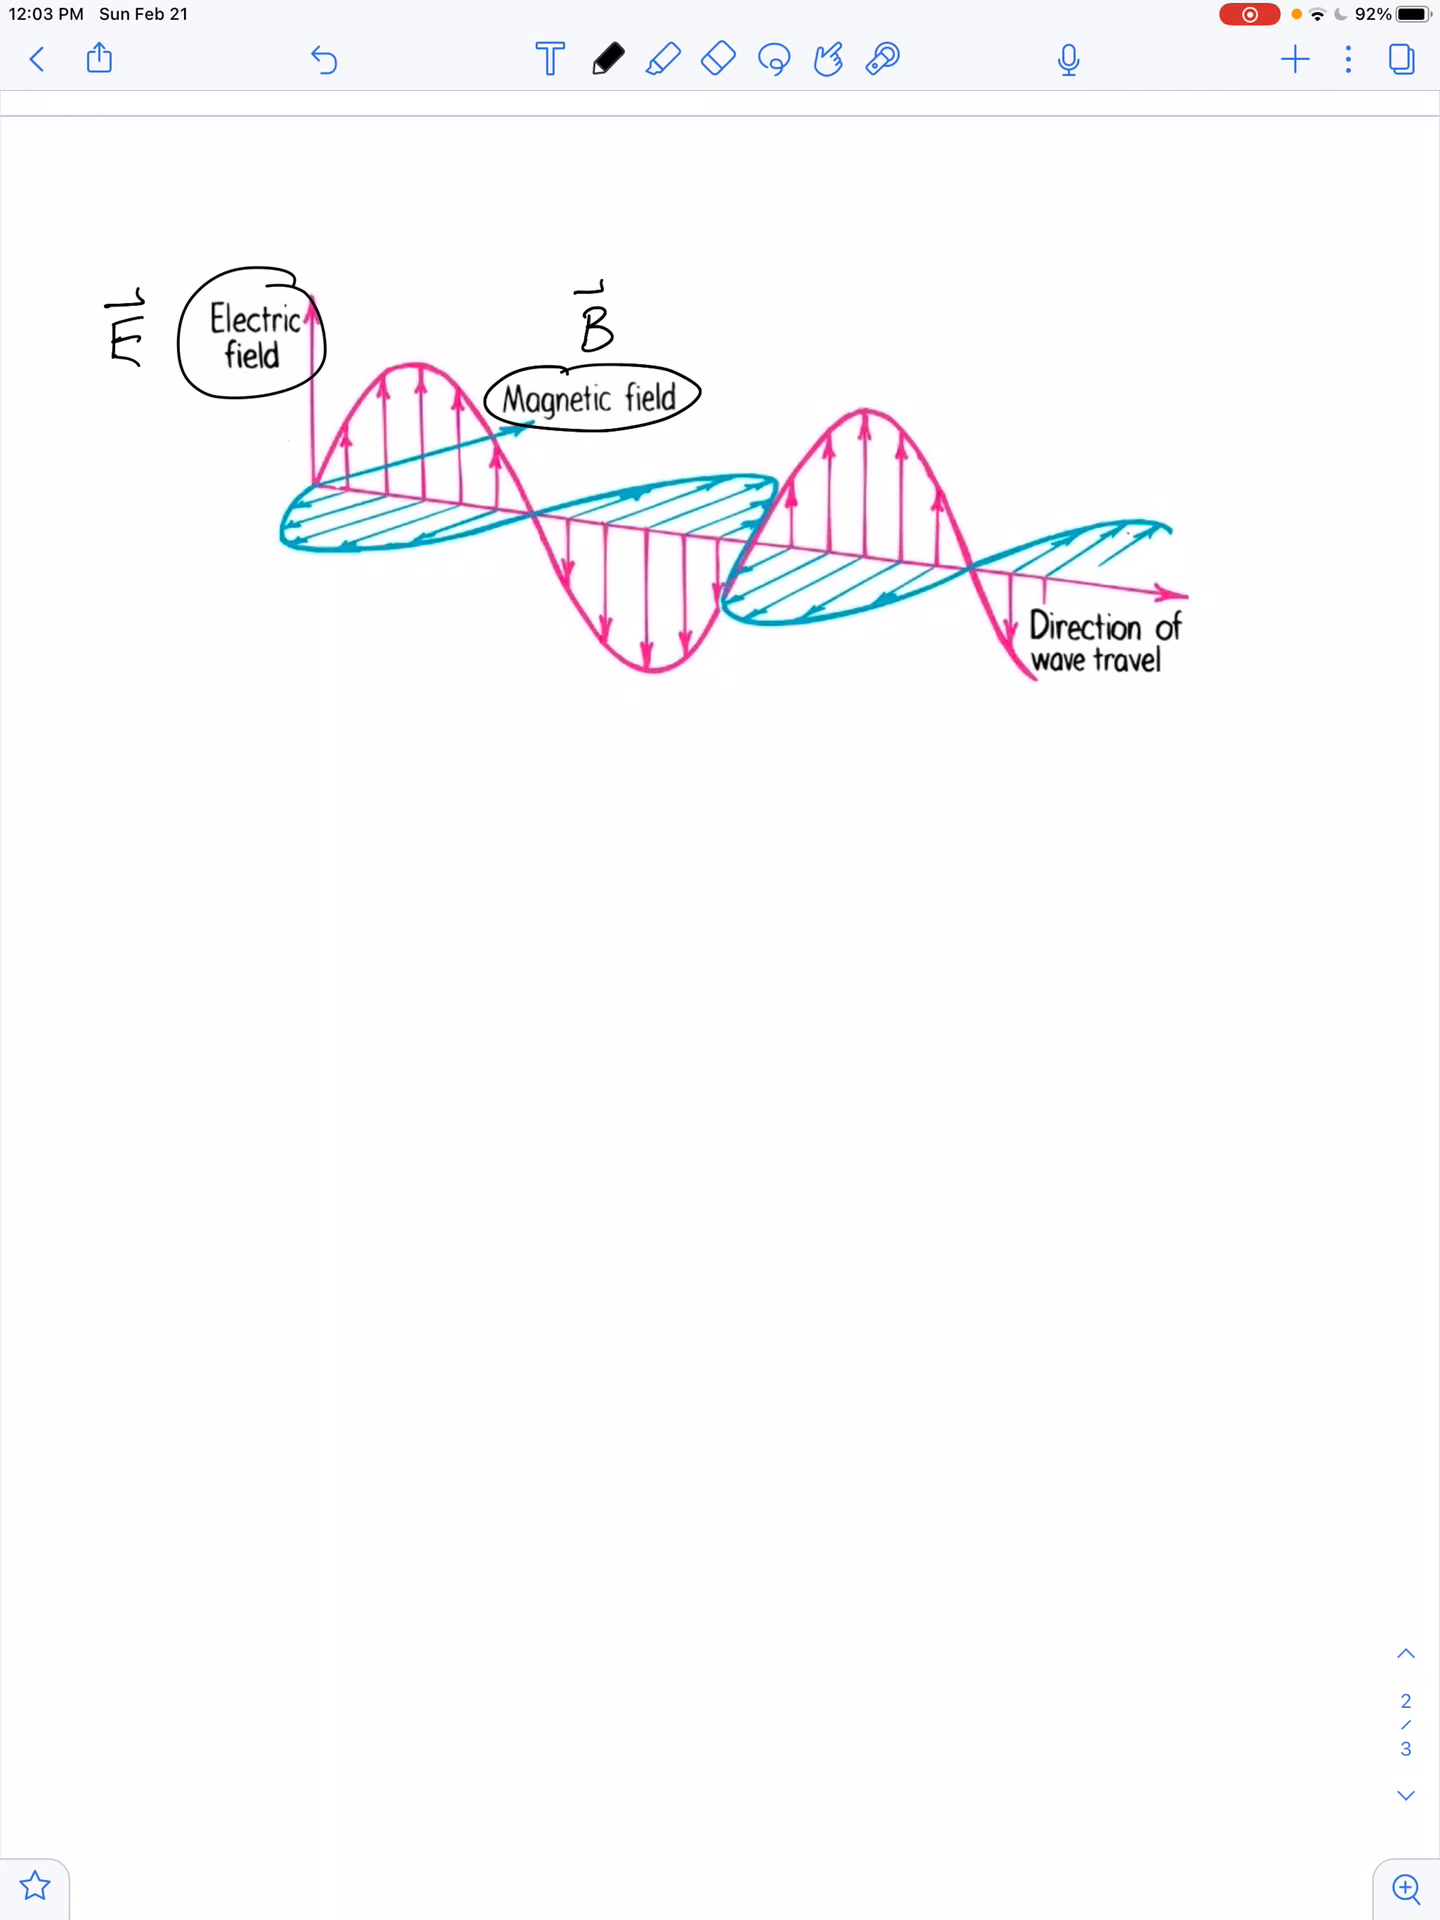 12:03 PM Sun Feb 21
92%
T
E
Electric
field
B
Magnetic field
Direction of
wave travel
2
/
3